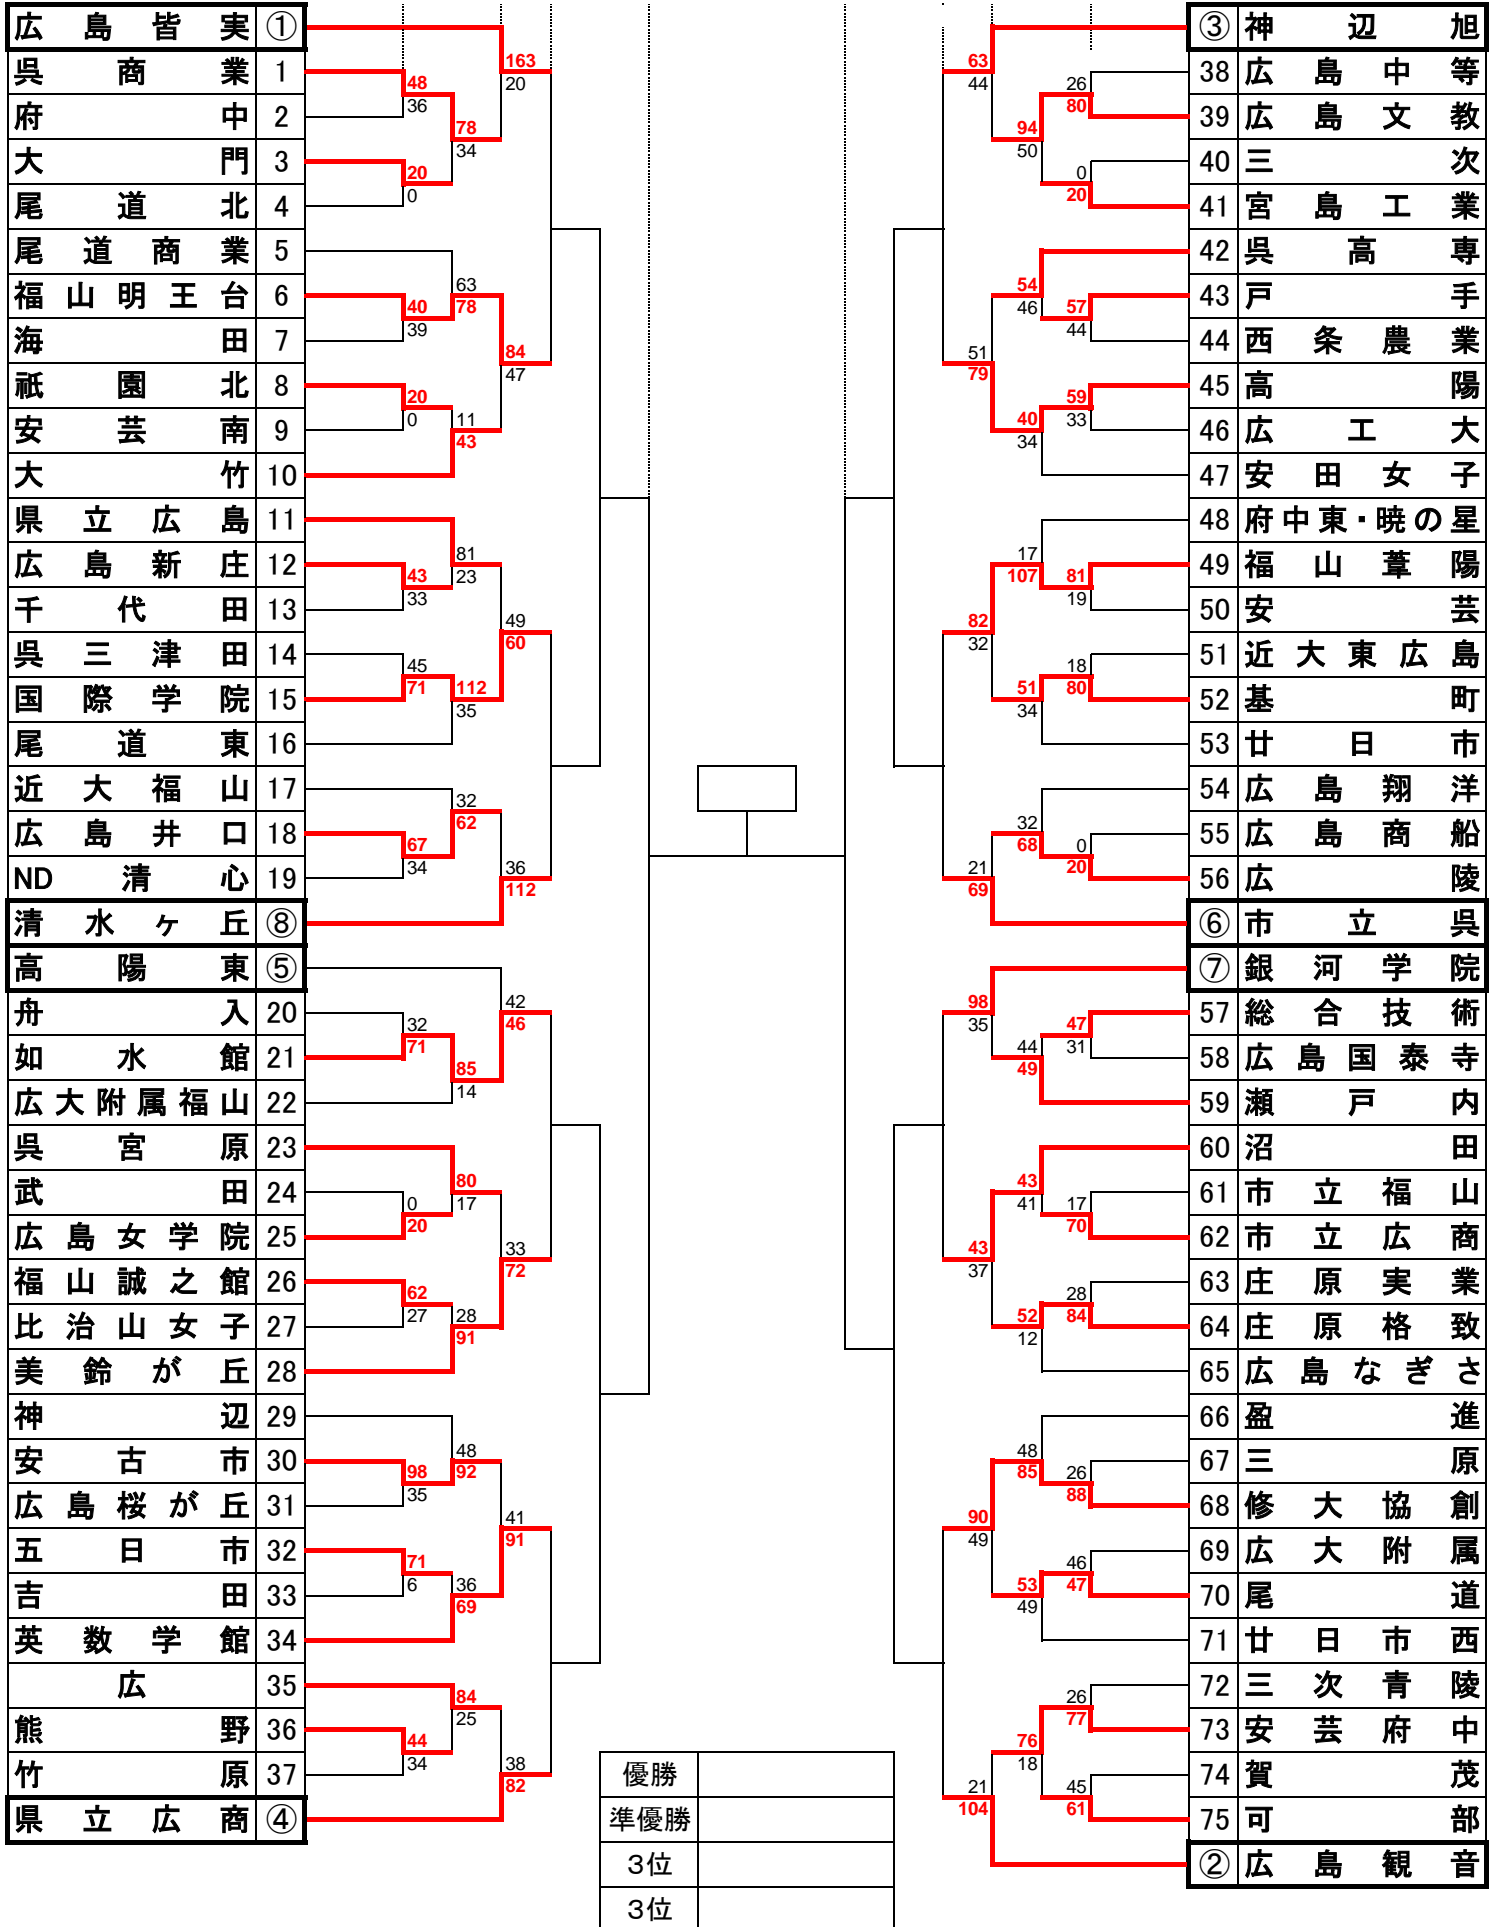 広島皆実 ①
呉商業 1
府中 2
大門 3
尾道北 4
尾道商業 5
福山明王台 6
海田 7
祇園北 8
安芸南 9
大竹 10
県立広島 11
広島新庄 12
千代田 13
呉三津田 14
国際学院 15
尾道東 16
近大福山 17
広島井口 18
ND清心 19
清水ヶ丘 ⑧
高陽東 ⑤
舟入 20
如水館 21
広大附属福山 22
呉宮原 23
武田 24
広島女学院 25
福山誠之館 26
比治山女子 27
美鈴が丘 28
神辺 29
安古市 30
広島桜が丘 31
五日市 32
吉田 33
英数学館 34
広 35
熊野 36
竹原 37
県立広商 ④
48
36
20
0
40
39
20
0
43
33
45
71
67
34
32
71
0
20
62
27
98
35
71
6
44
34
78
34
63
78
11
43
81
23
112
35
32
62
85
14
80
17
28
91
48
92
36
69
84
25
163
20
84
47
49
60
36
112
42
46
33
72
41
91
38
82
優勝
準優勝
3位
3位
63
44
51
79
82
32
21
69
98
35
43
37
90
49
21
104
94
50
54
46
40
34
17
107
51
34
32
68
44
49
43
41
52
12
48
85
53
49
76
18
26
80
0
20
57
44
59
33
81
19
18
80
0
20
47
31
17
70
28
84
26
88
46
47
26
77
45
61
③ 神辺旭
38 広島中等
39 広島文教
40 三次
41 宮島工業
42 呉高専
43 戸手
44 西条農業
45 高陽
46 広工大
47 安田女子
48 府中東・暁の星
49 福山葦陽
50 安芸
51 近大東広島
52 基町
53 廿日市
54 広島翔洋
55 広島商船
56 広陵
⑥ 市立呉
⑦ 銀河学院
57 総合技術
58 広島国泰寺
59 瀬戸内
60 沼田
61 市立福山
62 市立広商
63 庄原実業
64 庄原格致
65 広島なぎさ
66 盈進
67 三原
68 修大協創
69 広大附属
70 尾道
71 廿日市西
72 三次青陵
73 安芸府中
74 賀茂
75 可部
② 広島観音